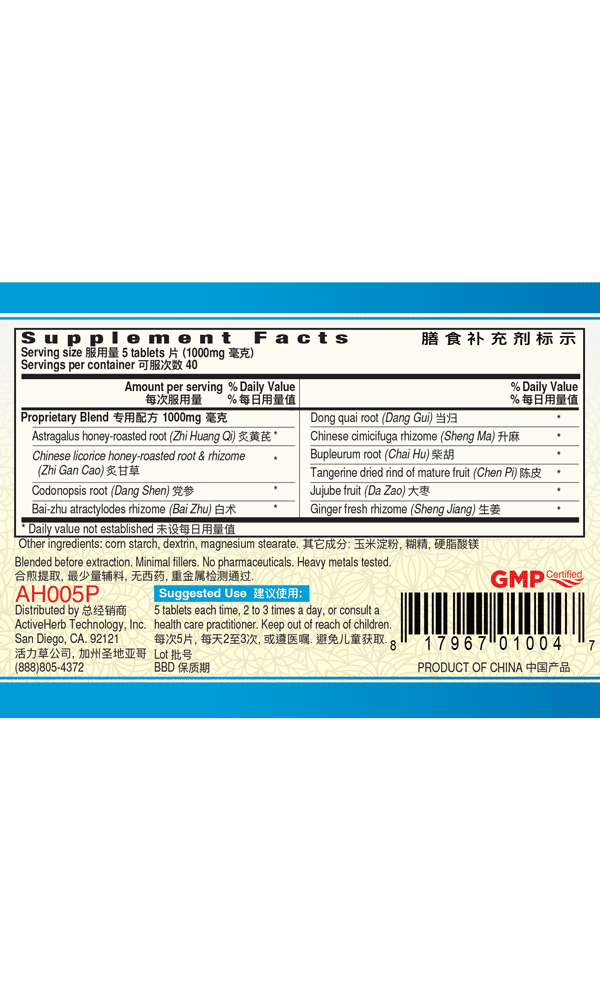 Supplement Facts 膳食补充剂标示
Serving size 服用量 5 tablets 片 (1000mg 毫克)
Servings per container 可服次数 40
Amount per serving % Daily Value
每次服用量 % 每日用量值
% Daily Value
% 每日用量值
Proprietary Blend 专用配方 1000mg 毫克
Astragalus honey-roasted root (Zhi Huang Qi) 炙黄芪 *
Chinese licorice honey-roasted root & rhizome
(Zhi Gan Cao) 炙甘草 *
Codonopsis root (Dang Shen) 党参 *
Bai-zhu atractylodes rhizome (Bai Zhu) 白术 *
Dong quai root (Dang Gui) 当归 *
Chinese cimicifuga rhizome (Sheng Ma) 升麻 *
Bupleurum root (Chai Hu) 柴胡 *
Tangerine dried rind of mature fruit (Chen Pi) 陈皮 *
Jujube fruit (Da Zao) 大枣 *
Ginger fresh rhizome (Sheng Jiang) 生姜 *
* Daily value not established 未设每日用量值
Other ingredients: corn starch, dextrin, magnesium stearate. 其它成分: 玉米淀粉, 糊精, 硬脂酸镁
Blended before extraction. Minimal fillers. No pharmaceuticals. Heavy metals tested.
合煎提取, 最少量辅料, 无西药, 重金属检测通过.
AH005P
Distributed by 总经销商
ActiveHerb Technology, Inc.
San Diego, CA. 92121
活力草公司, 加州圣地亚哥
(888)805-4372
Suggested Use 建议使用:
5 tablets each time, 2 to 3 times a day, or consult a
health care practitioner. Keep out of reach of children.
每次5片, 每天2至3次, 或遵医嘱. 避免儿童获取.
Lot 批号
BBD 保质期
GMP Certified
8 17967 01004 7
PRODUCT OF CHINA 中国产品